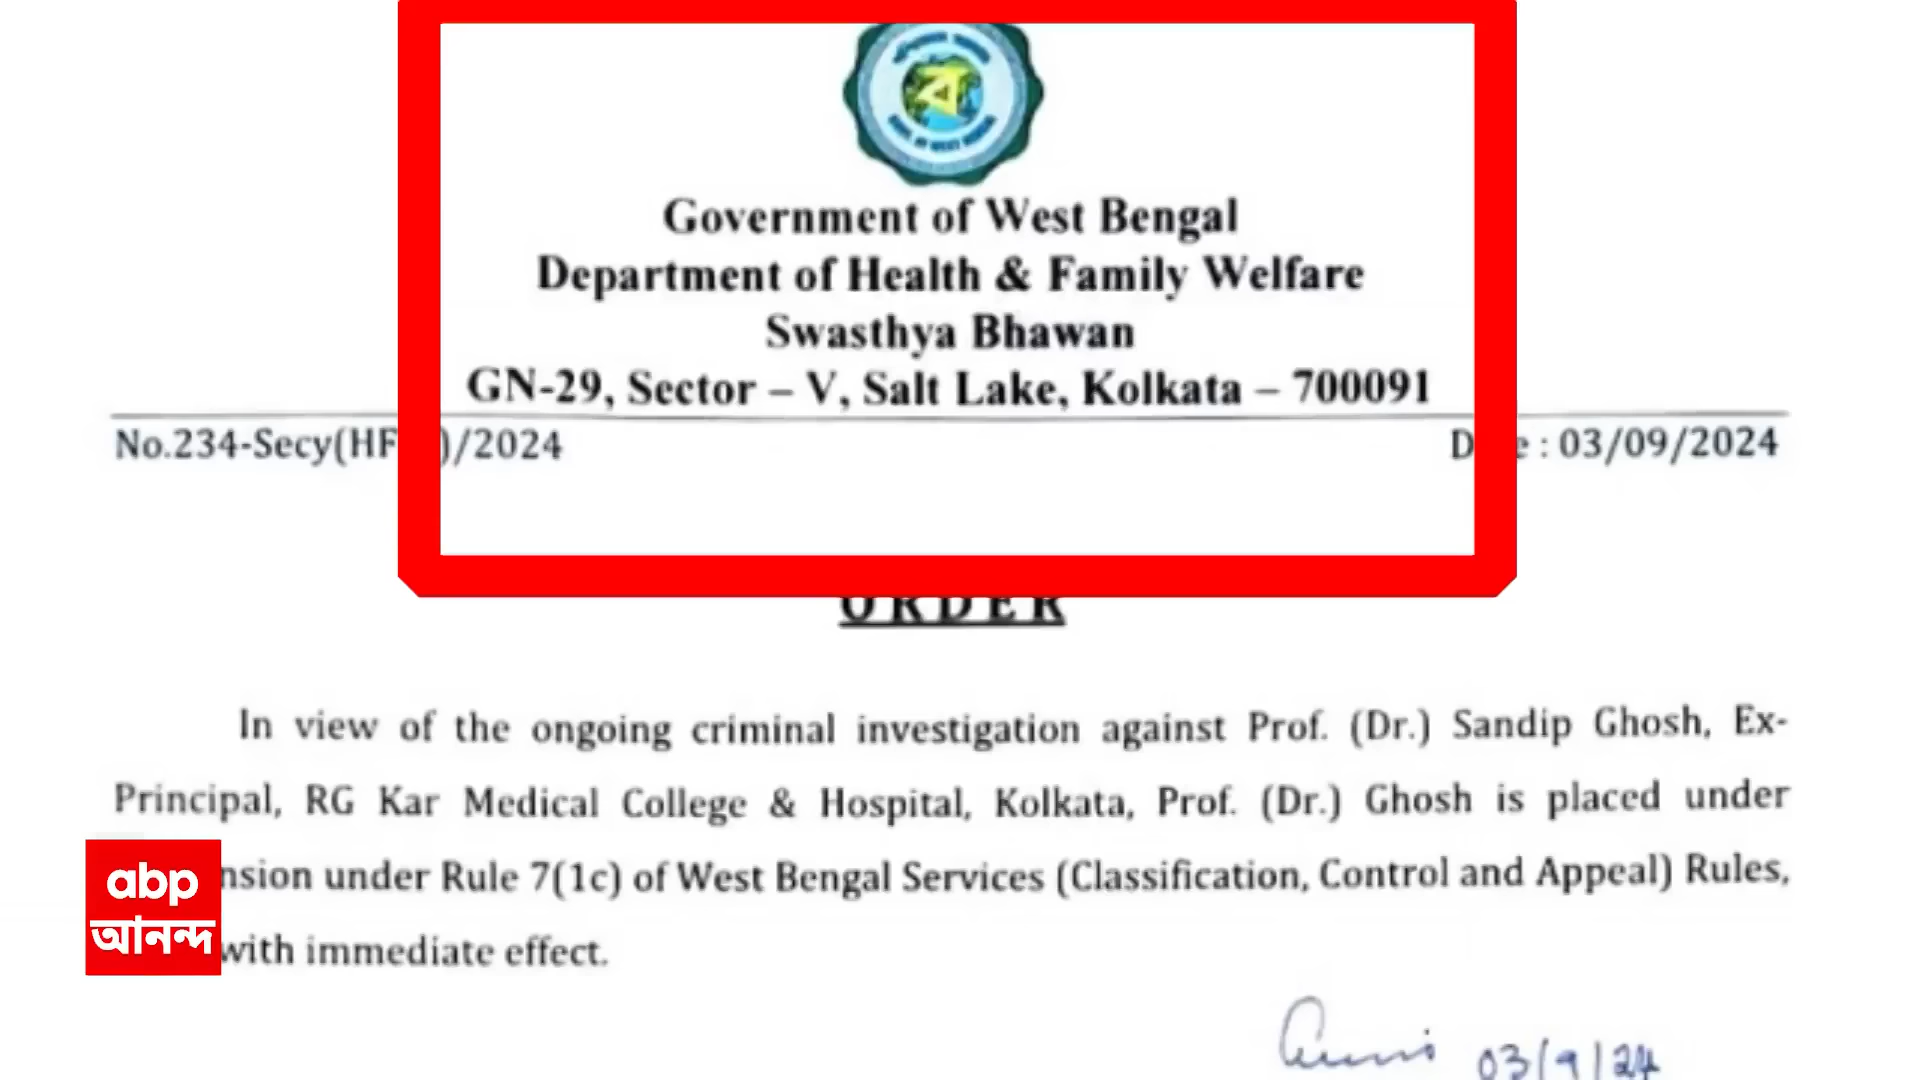 Government of West Bengal
Department of Health & Family Welfare
Swasthya Bhawan
GN-29, Sector – V, Salt Lake, Kolkata – 700091
No.234-Secy(HF )/2024
D e : 03/09/2024
ORDER
In view of the ongoing criminal investigation against Prof. (Dr.) Sandip Ghosh, Ex-
Principal, RG Kar Medical College & Hospital, Kolkata, Prof. (Dr.) Ghosh is placed under
nsion under Rule 7(1c) of West Bengal Services (Classification, Control and Appeal) Rules,
with immediate effect.
03/9/24
abp
আনন্দ